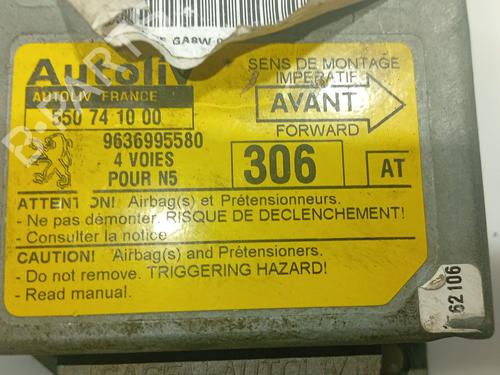 GA8W-0
Autoliv
AUTOLIV FRANCE
550 74 10 00
SENS DE MONTAGE
IMPERATIF
AVANT
FORWARD
9636995580
4 VOIES
POUR N5
306
AT
ATTENTION! Airbag(s) et Prétensionneurs.
- Ne pas démonter. RISQUE DE DECLENCHEMENT!
- Consulter la notice
CAUTION! Airbag(s) and Pretensioners.
- Do not remove. TRIGGERING HAZARD!
- Read manual.
62106